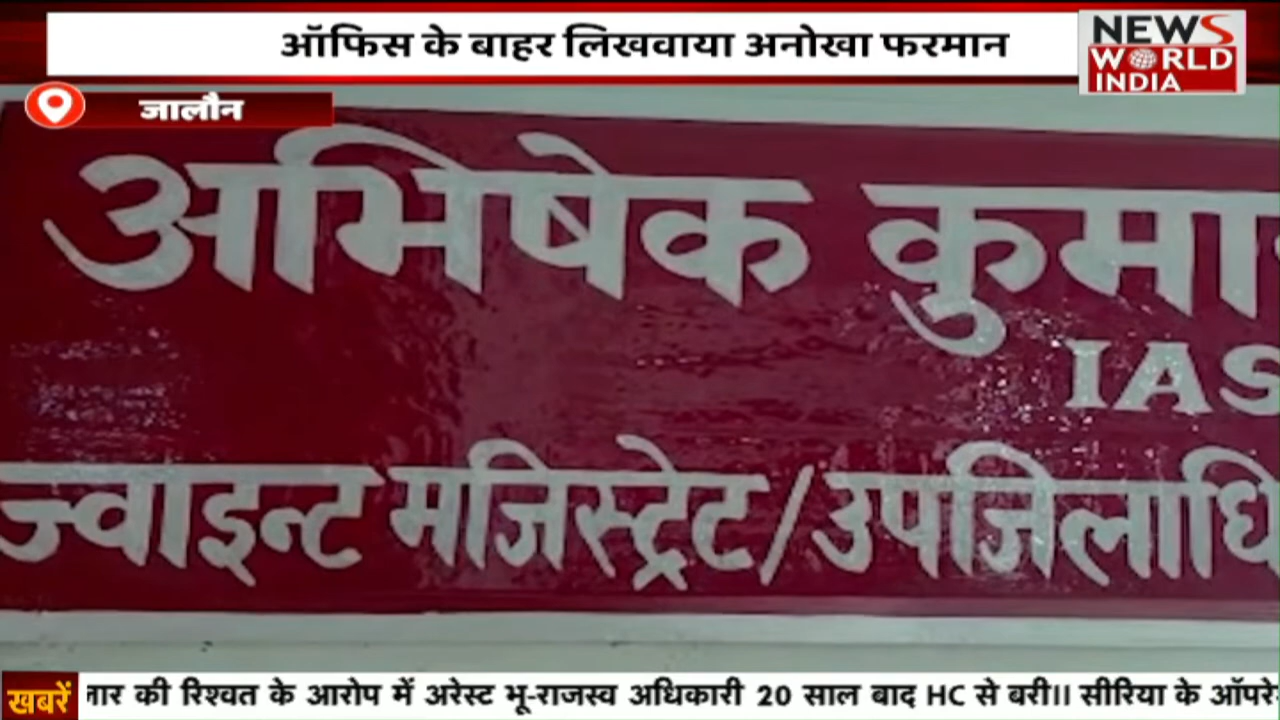 ऑफिस के बाहर लिखवाया अनोखा फरमान
NEWS
WORLD
INDIA
जालौन
अभिषेक कुमा
IAS
ज्वाइन्ट मजिस्ट्रेट/उपजिलाधि
खबरें
की रिश्वत के आरोप में अरेस्ट भू-राजस्व अधिकारी 20 साल बाद HC से बरी।। सीरिया के